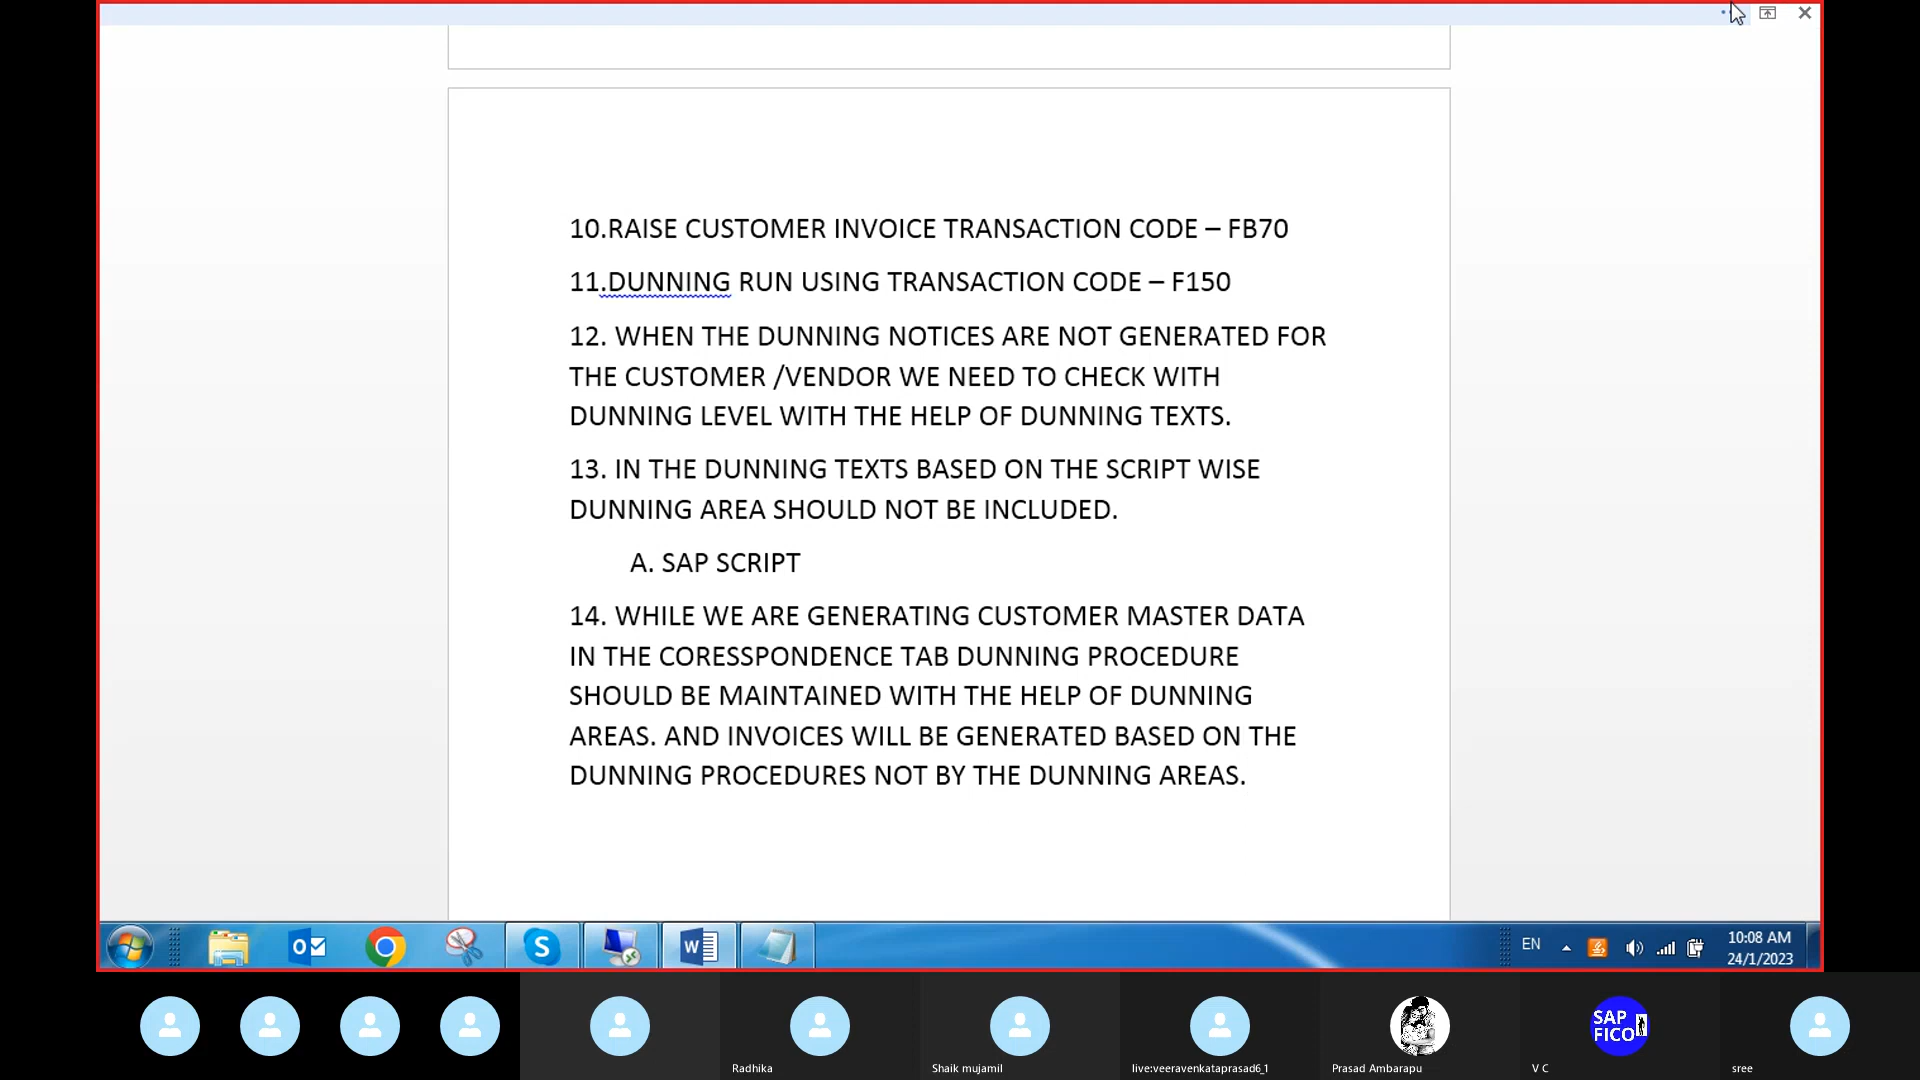 10.RAISE CUSTOMER INVOICE TRANSACTION CODE – FB70
11.DUNNING RUN USING TRANSACTION CODE – F150
12. WHEN THE DUNNING NOTICES ARE NOT GENERATED FOR
THE CUSTOMER /VENDOR WE NEED TO CHECK WITH
DUNNING LEVEL WITH THE HELP OF DUNNING TEXTS.
13. IN THE DUNNING TEXTS BASED ON THE SCRIPT WISE
DUNNING AREA SHOULD NOT BE INCLUDED.
A. SAP SCRIPT
14. WHILE WE ARE GENERATING CUSTOMER MASTER DATA
IN THE CORESSPONDENCE TAB DUNNING PROCEDURE
SHOULD BE MAINTAINED WITH THE HELP OF DUNNING
AREAS. AND INVOICES WILL BE GENERATED BASED ON THE
DUNNING PROCEDURES NOT BY THE DUNNING AREAS.
EN
10:08 AM
24/1/2023
SAP
FICO
Radhika
Shaik mujamil
live:veeravenkataprasad6_1
Prasad Ambarapu
V C
sree